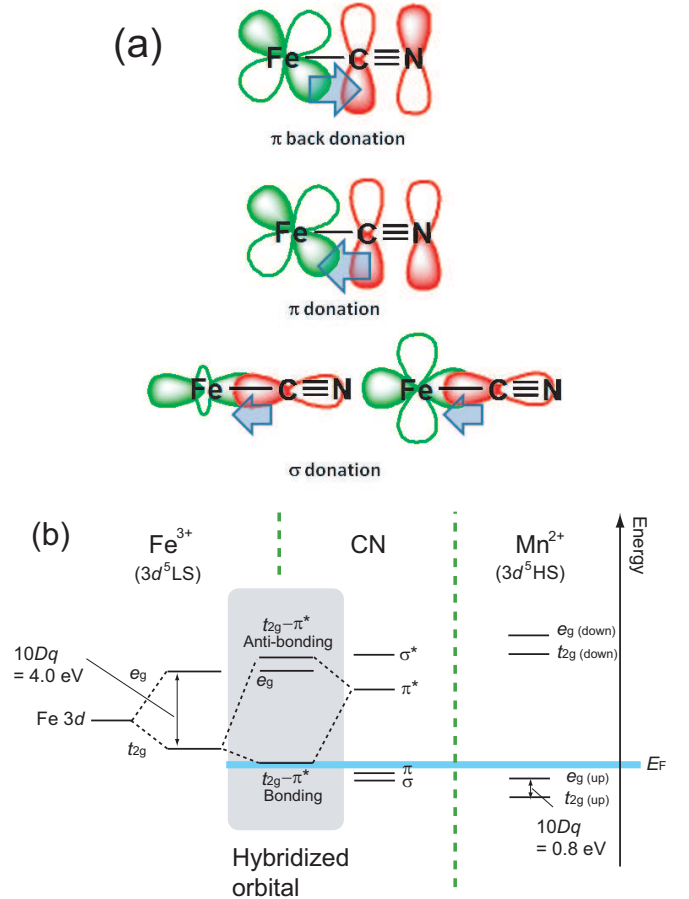 (a)
Fe—C≡N
π back donation
Fe—C≡N
π donation
Fe—C≡N Fe—C≡N
σ donation
(b)
Fe³⁺ CN Mn²⁺
(3d⁵LS) (3d⁵HS)
Energy
t₂g–π*
Anti-bonding
10Dq
= 4.0 eV
eg
eg
σ*
π*
Fe 3d
t₂g
t₂g–π*
Bonding
π
σ
eg (down)
t₂g (down)
EF
eg (up)
t₂g (up)
10Dq
= 0.8 eV
Hybridized
orbital